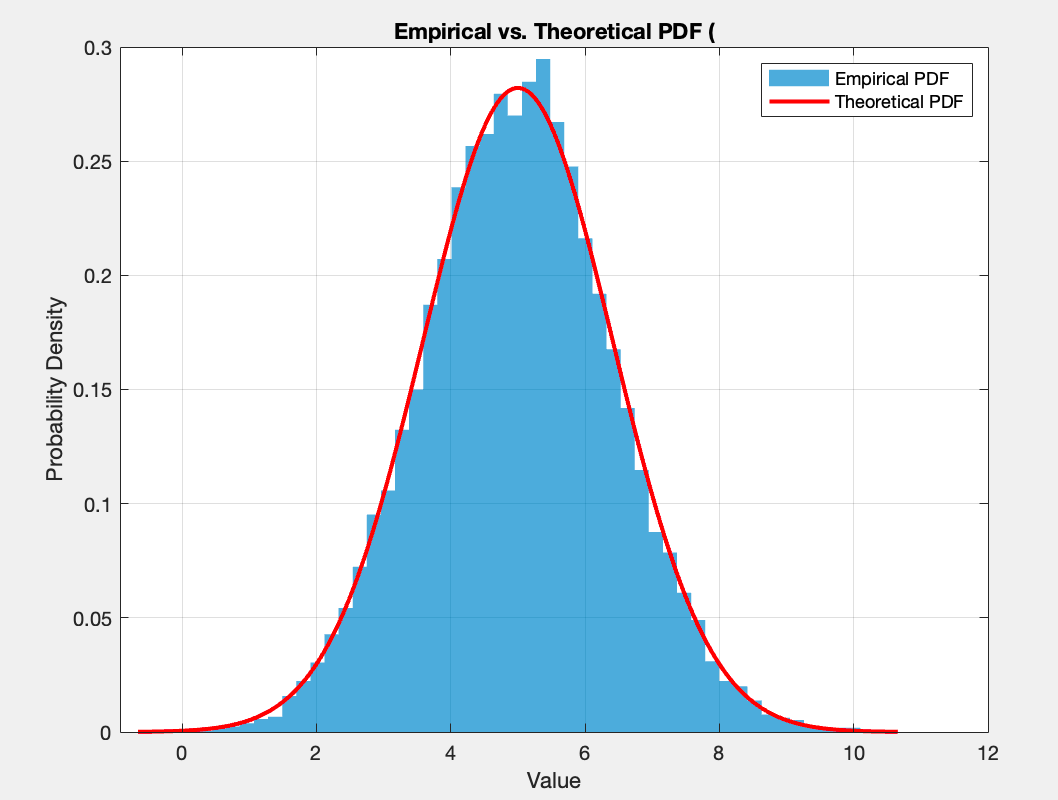 Empirical vs. Theoretical PDF (
Empirical PDF
Theoretical PDF
Probability Density
0.3
0.25
0.2
0.15
0.1
0.05
0
0 2 4 6 8 10 12
Value